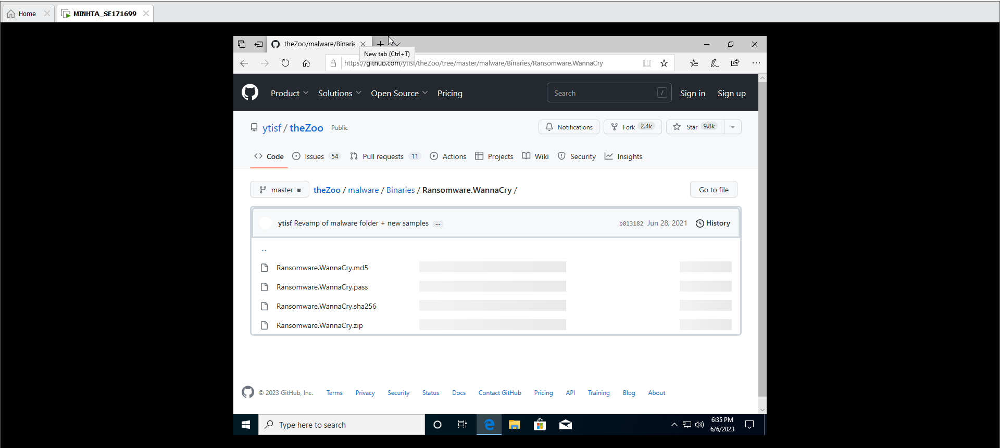 Home
MINHTA_SE171699
theZoo/malware/Binarie
New tab (Ctrl+T)
https://github.com/ytisf/theZoo/tree/master/malware/Binaries/Ransomware.WannaCry
Product Solutions Open Source Pricing Search / Sign in Sign up
ytisf / theZoo Public Notifications Fork 2.4k Star 9.8k
Code Issues 54 Pull requests 11 Actions Projects Wiki Security Insights
master theZoo / malware / Binaries / Ransomware.WannaCry / Go to file
ytisf Revamp of malware folder + new samples ... b013182 Jun 28, 2021 History
..
Ransomware.WannaCry.md5
Ransomware.WannaCry.pass
Ransomware.WannaCry.sha256
Ransomware.WannaCry.zip
© 2023 GitHub, Inc. Terms Privacy Security Status Docs Contact GitHub Pricing API Training Blog About
Type here to search
6:35 PM
6/6/2023